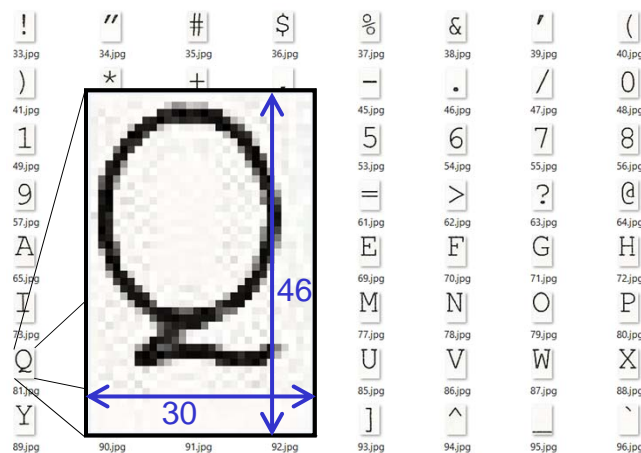 ! " # $ % & ' (
33.jpg 34.jpg 35.jpg 36.jpg 37.jpg 38.jpg 39.jpg 40.jpg
) * + - . / 0
41.jpg 45.jpg 46.jpg 47.jpg 48.jpg
1 5 6 7 8
49.jpg 53.jpg 54.jpg 55.jpg 56.jpg
9 = > ? @
57.jpg 61.jpg 62.jpg 63.jpg 64.jpg
A E F G H
65.jpg 69.jpg 70.jpg 71.jpg 72.jpg
I M N O P
73.jpg 77.jpg 78.jpg 79.jpg 80.jpg
Q U V W X
81.jpg 85.jpg 86.jpg 87.jpg 88.jpg
Y ] ^ _ `
89.jpg 90.jpg 91.jpg 92.jpg 93.jpg 94.jpg 95.jpg 96.jpg
Q
46
30